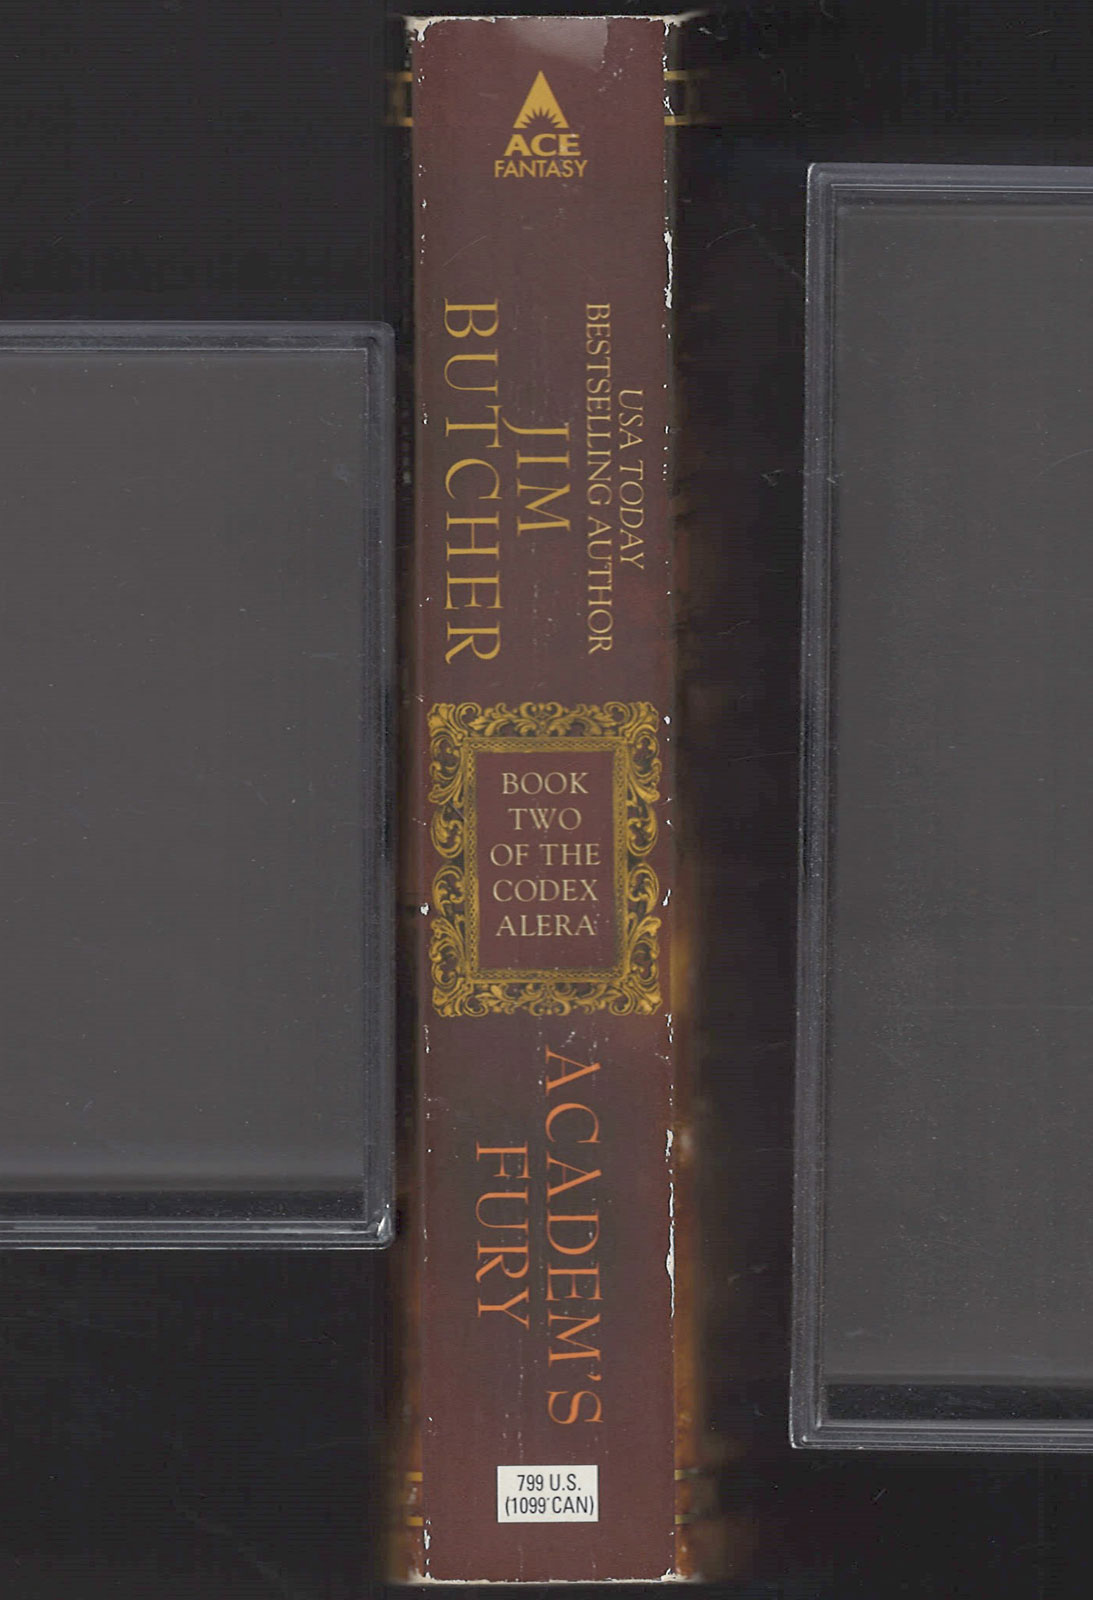 ACE
FANTASY
USA TODAY
BESTSELLING AUTHOR
JIM
BUTCHER
BOOK
TWO
OF THE
CODEX
ALERA
ACADEM'S
FURY
799 U.S.
(1099 CAN)